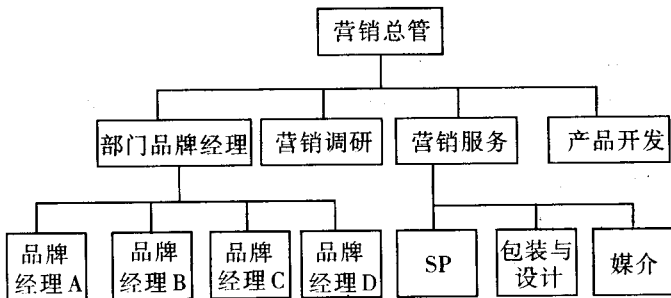 营销总管
部门品牌经理
营销调研
营销服务
产品开发
品牌
经理A
品牌
经理B
品牌
经理C
品牌
经理D
SP
包装与
设计
媒介